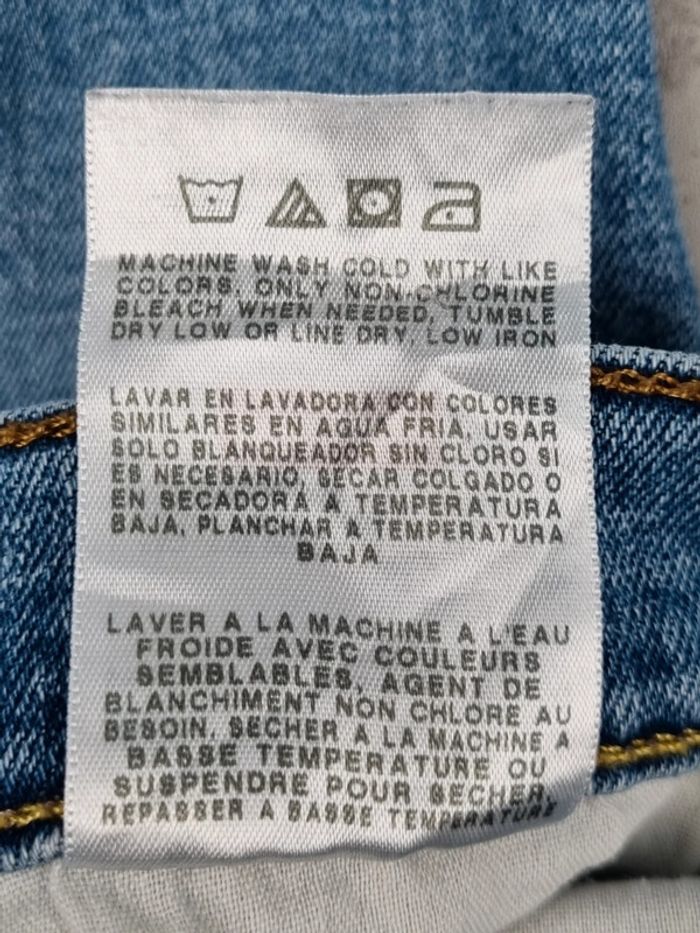 MACHINE WASH COLD WITH LIKE
COLORS, ONLY NON-CHLORINE
BLEACH WHEN NEEDED, TUMBLE
DRY LOW OR LINE DRY, LOW IRON
LAVAR EN LAVADORA CON COLORES
SIMILARES EN AGUA FRIA, USAR
SOLO BLANQUEADOR SIN CLORO SI
ES NECESARIO, SECAR COLGADO O
EN SECADORA A TEMPERATURA
BAJA, PLANCHAR A TEMPERATURA
BAJA
LAVER A LA MACHINE A L'EAU
FROIDE AVEC COULEURS
SEMBLABLES, AGENT DE
BLANCHIMENT NON CHLORE AU
BESOIN, SECHER A LA MACHINE A
BASSE TEMPERATURE OU
SUSPENDRE POUR SECHER,
REPASSER A BASSE TEMPERATURE